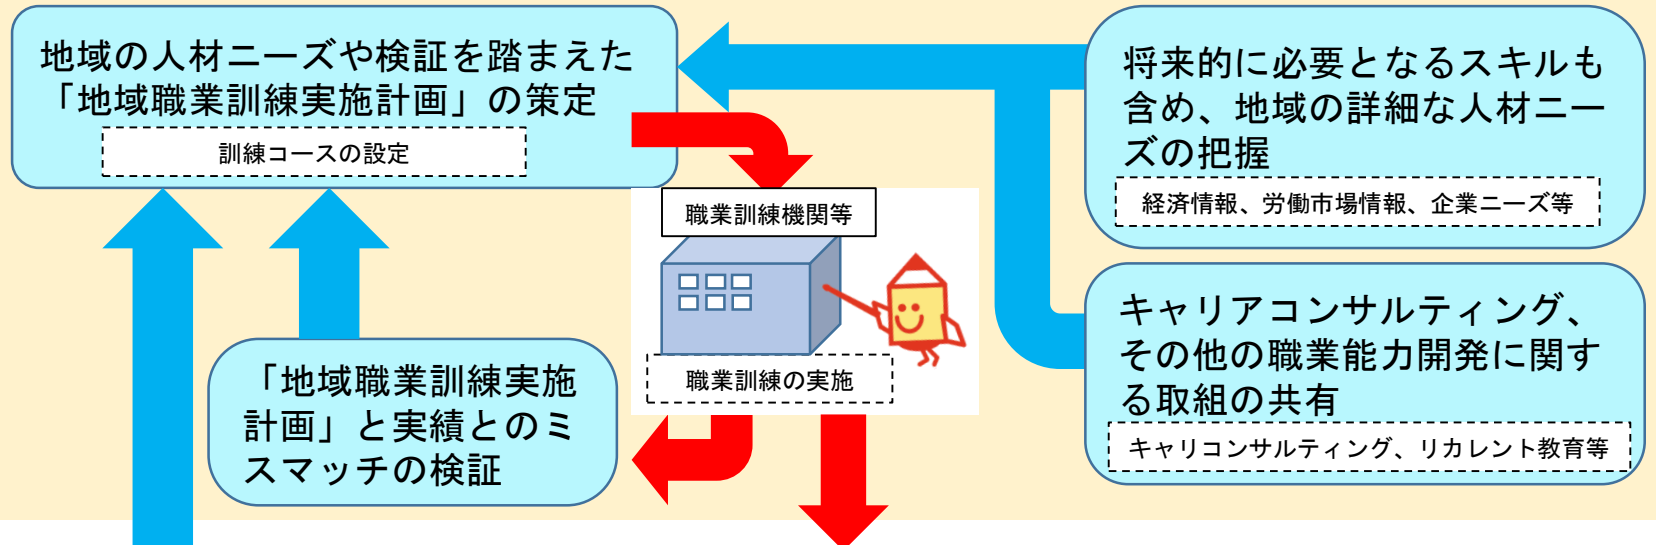 地域の人材ニーズや検証を踏まえた
「地域職業訓練実施計画」の策定
訓練コースの設定
将来的に必要となるスキルも
含め、地域の詳細な人材ニー
ズの把握
経済情報、労働市場情報、企業ニーズ等
職業訓練機関等
職業訓練の実施
「地域職業訓練実施
計画」と実績とのミ
スマッチの検証
キャリアコンサルティング、
その他の職業能力開発に関す
る取組の共有
キャリコンサルティング、リカレント教育等